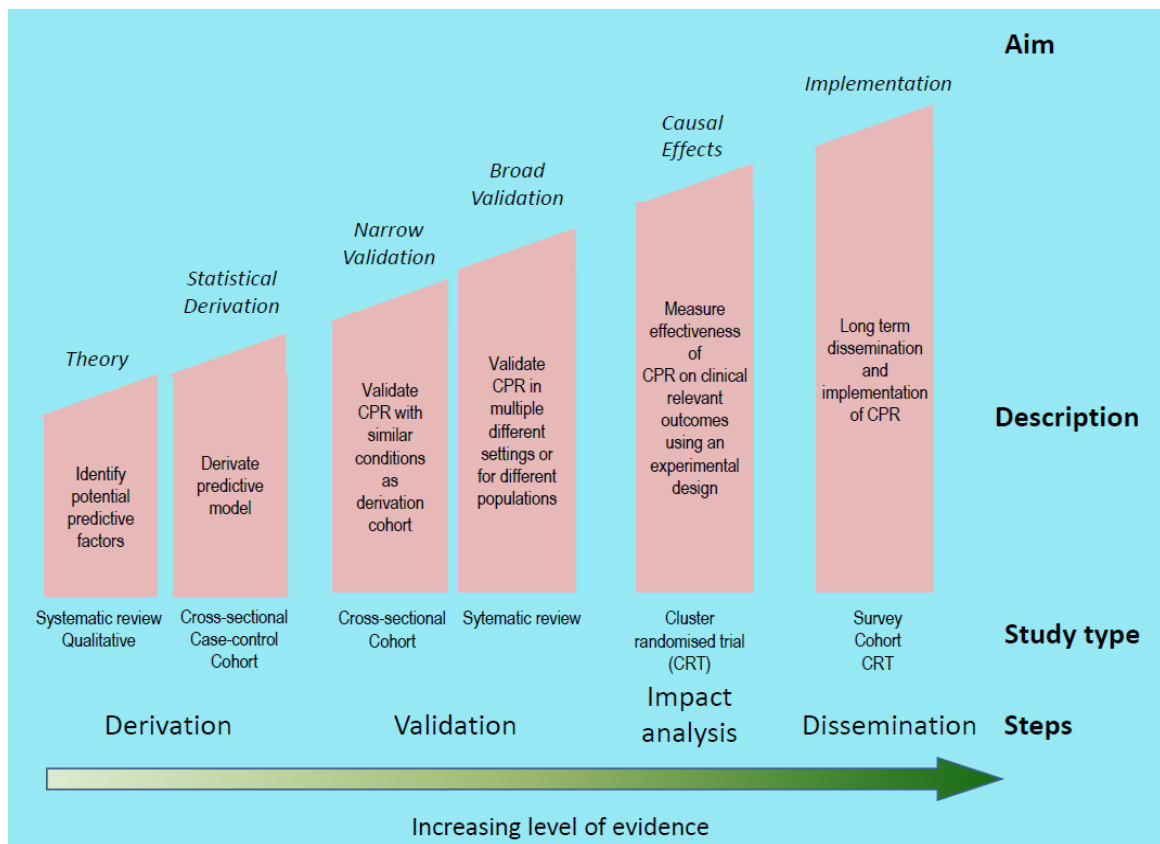 Aim
Implementation
Causal
Effects
Broad
Validation
Narrow
Validation
Statistical
Derivation
Theory
Identify
potential
predictive
factors
Derivate
predictive
model
Validate
CPR with
similar
conditions
as
derivation
cohort
Validate
CPR in
multiple
different
settings or
for different
populations
Measure
effectiveness
of
CPR on clinical
relevant
outcomes
using an
experimental
design
Long term
dissemination
and
implementation
of CPR
Description
Systematic review
Qualitative
Cross-sectional
Case-control
Cohort
Cross-sectional
Cohort
Sytematic review
Cluster
randomised trial
(CRT)
Survey
Cohort
CRT
Study type
Derivation
Validation
Impact
analysis
Dissemination
Steps
Increasing level of evidence